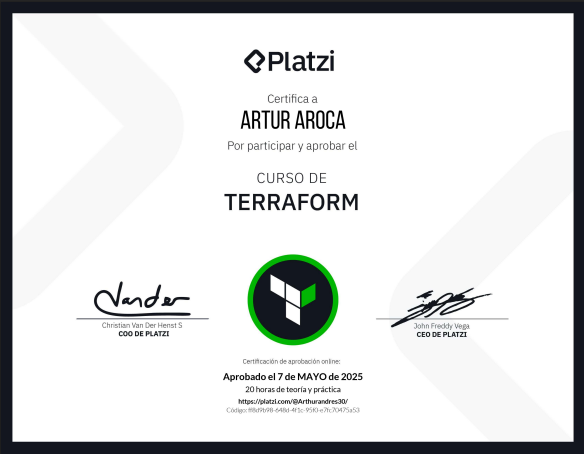 Platzi
Certifica a
ARTUR AROCA
Por participar y aprobar el
CURSO DE
TERRAFORM
Christian Van Der Henst S
COO DE PLATZI
John Freddy Vega
CEO DE PLATZI
Certificación de aprobación online:
Aprobado el 7 de MAYO de 2025
20 horas de teoría y práctica
https://platzi.com/@Arthurandres30/
Código: ff8d9b98-648d-4f1c-95f0-e7fc70475a53